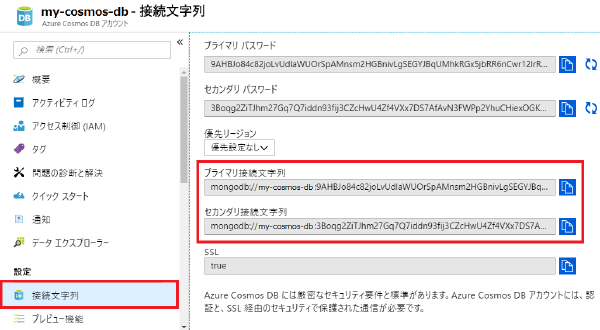 my-cosmos-db - 接続文字列
Azure Cosmos DB アカウント
検索 (Ctrl+/)
概要
アクティビティ ログ
アクセス制御 (IAM)
タグ
問題の診断と解決
クイック スタート
通知
データ エクスプローラー
設定
接続文字列
プレビュー機能
プライマリ パスワード
9AHBJo84c82joLvUdIaWUOrSpAMnsm2HGBnivLgSEGYJBqUMhkRGx5jbRR6nCwr12IrR...
セカンダリ パスワード
3Boqg2ZiTJhm27Gq7Q7iddn93fij3CZcHwU4Zf4VXx7DS7AfAvN3FWPp2YhuCHiexOGK...
優先リージョン
優先設定なし
プライマリ接続文字列
mongodb://my-cosmos-db:9AHBJo84c82joLvUdIaWUOrSpAMnsm2HGBnivLgSEGYJBq...
セカンダリ接続文字列
mongodb://my-cosmos-db:3Boqg2ZiTJhm27Gq7Q7iddn93fij3CZcHwU4Zf4VXx7DS7A...
SSL
true
Azure Cosmos DB には厳密なセキュリティ要件と標準があります。Azure Cosmos DB アカウントには、認
証と、SSL 経由のセキュリティで保護された通信が必要です。